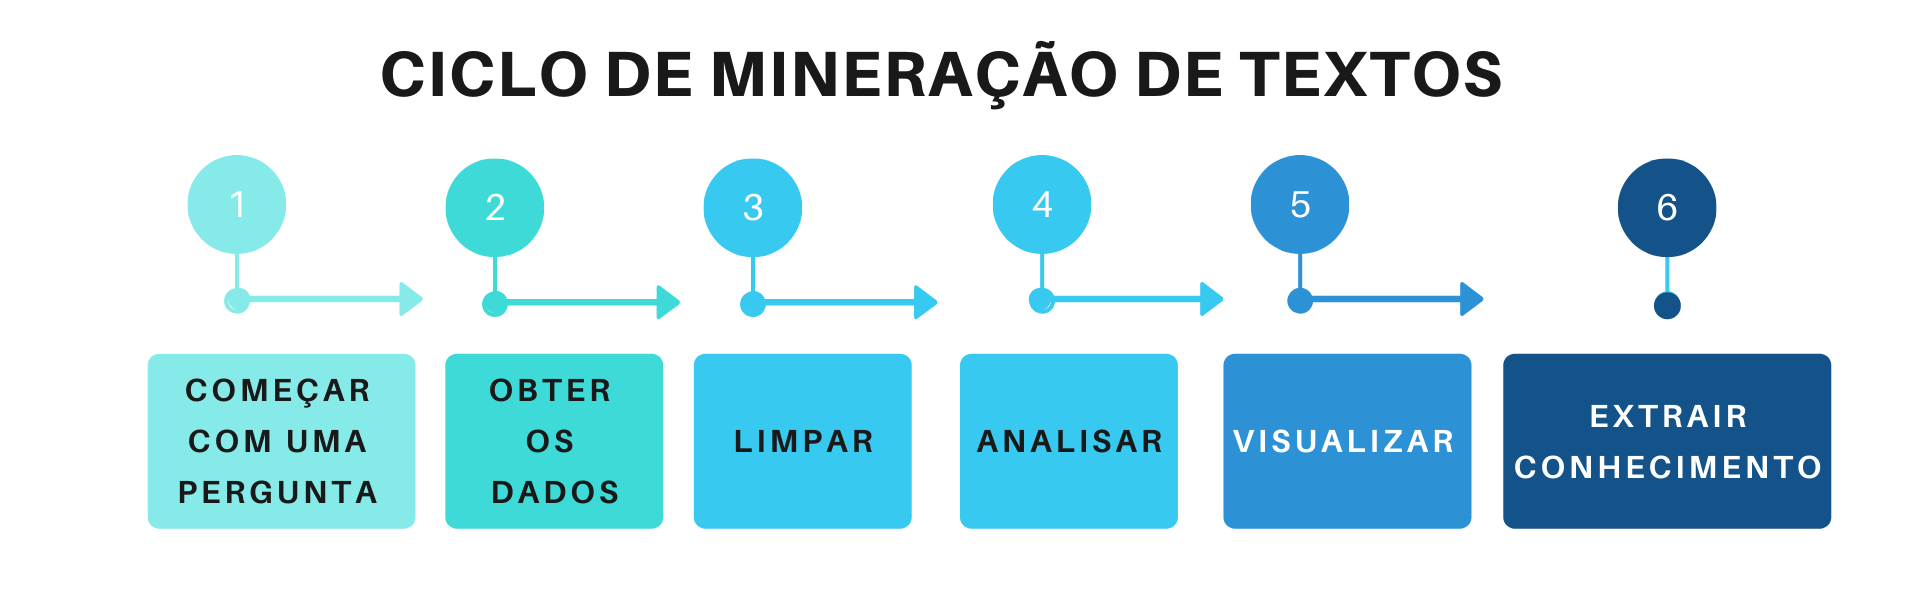 CICLO DE MINERAÇÃO DE TEXTOS
1
2
3
4
5
6
COMEÇAR
COM UMA
PERGUNTA
OBTER
OS
DADOS
LIMPAR
ANALISAR
VISUALIZAR
EXTRAIR
CONHECIMENTO